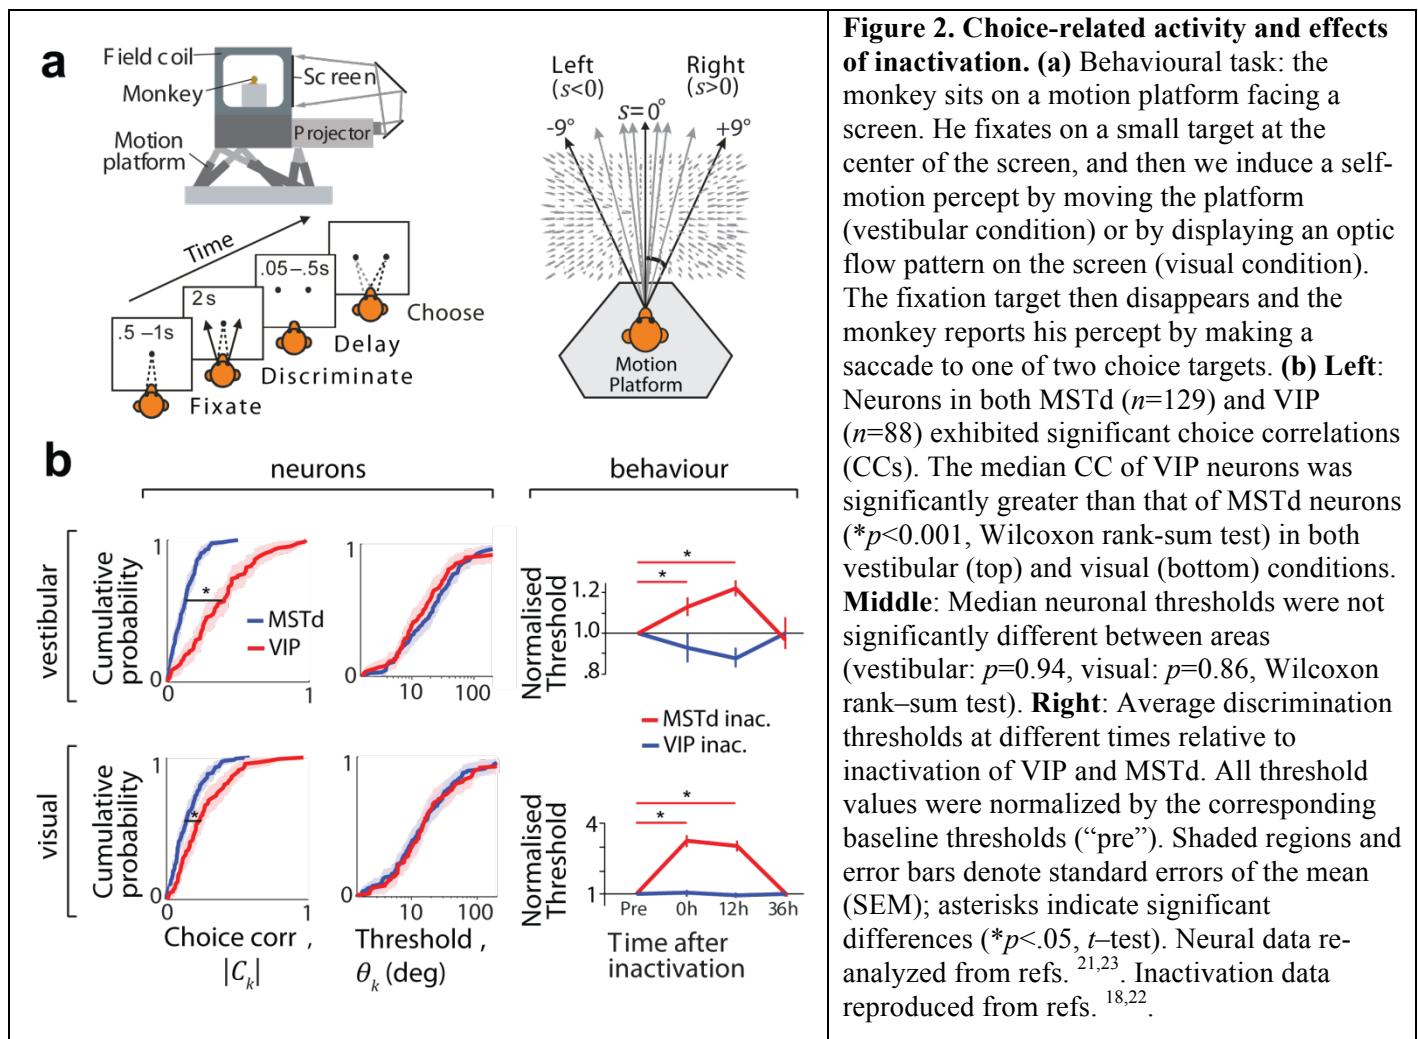 a
Field coil
Screen
Monkey
Projector
Motion
platform
Time
.5 –1s
2s
.05–.5s
Fixate
Discriminate
Delay
Choose
Left
(s<0)
Right
(s>0)
s=0°
-9°
+9°
Motion
Platform
b
neurons
behaviour
vestibular
Cumulative
probability
1
0
*
MSTd
VIP
0
1
1
0
10
100
Normalised
Threshold
1.2
1.0
.8
*
*
MSTd inac.
VIP inac.
visual
Cumulative
probability
1
0
*
0
1
Choice corr ,
|Cₖ|
1
0
10
100
Threshold ,
θₖ (deg)
Normalised
Threshold
4
1
*
*
Pre
0h
12h
36h
Time after
inactivation
Figure 2. Choice-related activity and effects
of inactivation. (a) Behavioural task: the
monkey sits on a motion platform facing a
screen. He fixates on a small target at the
center of the screen, and then we induce a self-
motion percept by moving the platform
(vestibular condition) or by displaying an optic
flow pattern on the screen (visual condition).
The fixation target then disappears and the
monkey reports his percept by making a
saccade to one of two choice targets. (b) Left:
Neurons in both MSTd (n=129) and VIP
(n=88) exhibited significant choice correlations
(CCs). The median CC of VIP neurons was
significantly greater than that of MSTd neurons
(*p<0.001, Wilcoxon rank-sum test) in both
vestibular (top) and visual (bottom) conditions.
Middle: Median neuronal thresholds were not
significantly different between areas
(vestibular: p=0.94, visual: p=0.86, Wilcoxon
rank–sum test). Right: Average discrimination
thresholds at different times relative to
inactivation of VIP and MSTd. All threshold
values were normalized by the corresponding
baseline thresholds (“pre”). Shaded regions and
error bars denote standard errors of the mean
(SEM); asterisks indicate significant
differences (*p<.05, t–test). Neural data re-
analyzed from refs. 21,23. Inactivation data
reproduced from refs. 18,22.